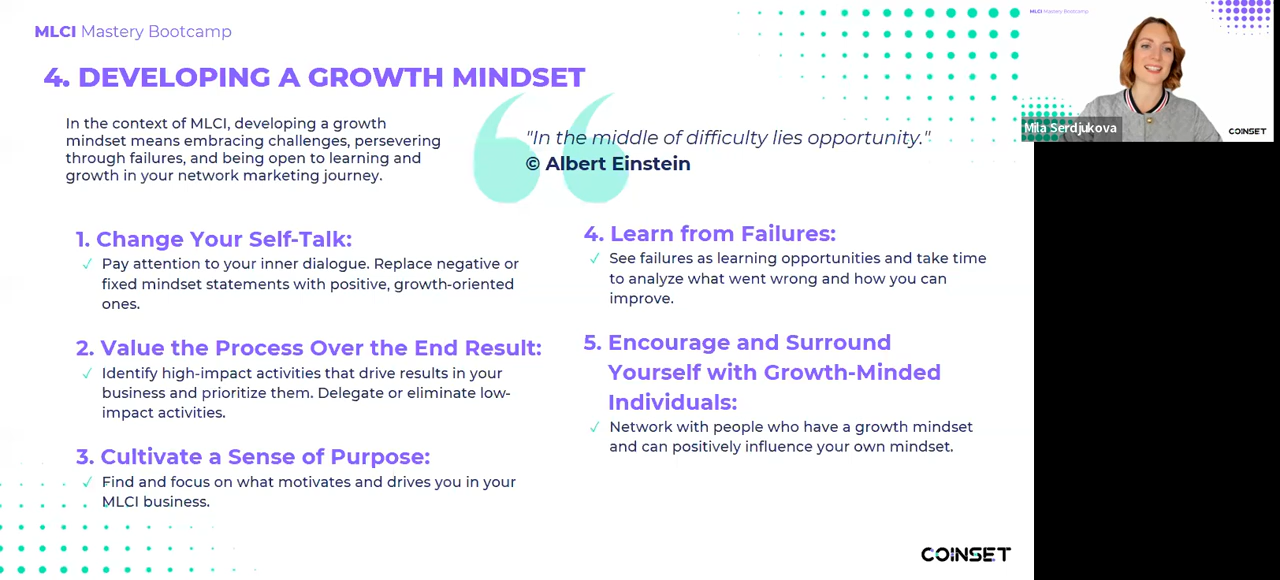 MLCI Mastery Bootcamp
4. DEVELOPING A GROWTH MINDSET
In the context of MLCI, developing a growth
mindset means embracing challenges, persevering
through failures, and being open to learning and
growth in your network marketing journey.
"In the middle of difficulty lies opportunity."
© Albert Einstein
1. Change Your Self-Talk:
✓ Pay attention to your inner dialogue. Replace negative or
fixed mindset statements with positive, growth-oriented
ones.
2. Value the Process Over the End Result:
✓ Identify high-impact activities that drive results in your
business and prioritize them. Delegate or eliminate low-
impact activities.
3. Cultivate a Sense of Purpose:
✓ Find and focus on what motivates and drives you in your
MLCI business.
4. Learn from Failures:
✓ See failures as learning opportunities and take time
to analyze what went wrong and how you can
improve.
5. Encourage and Surround
Yourself with Growth-Minded
Individuals:
✓ Network with people who have a growth mindset
and can positively influence your own mindset.
COINSET
MLCI Mastery Bootcamp
Mila Serdjukova
COINSET